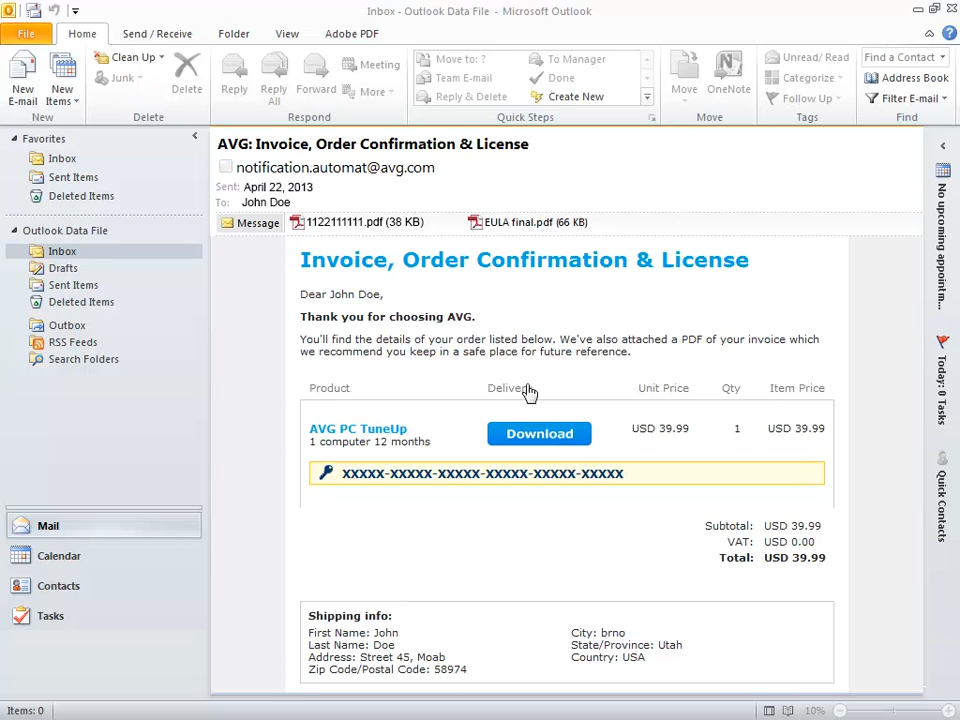 Inbox - Outlook Data File - Microsoft Outlook
File Home Send / Receive Folder View Adobe PDF
New E-mail
New Items
New
Clean Up
Junk
Delete
Delete
Reply
Reply All
Forward
Meeting
More
Respond
Move to: ?
Team E-mail
Reply & Delete
To Manager
Done
Create New
Quick Steps
Move
OneNote
Move
Unread/ Read
Categorize
Follow Up
Tags
Find a Contact
Address Book
Filter E-mail
Find
Favorites
Inbox
Sent Items
Deleted Items
Outlook Data File
Inbox
Drafts
Sent Items
Deleted Items
Outbox
RSS Feeds
Search Folders
Mail
Calendar
Contacts
Tasks
AVG: Invoice, Order Confirmation & License
notification.automat@avg.com
Sent: April 22, 2013
To: John Doe
Message 1122111111.pdf (38 KB) EULA final.pdf (66 KB)
Invoice, Order Confirmation & License
Dear John Doe,
Thank you for choosing AVG.
You'll find the details of your order listed below. We've also attached a PDF of your invoice which
we recommend you keep in a safe place for future reference.
Product Unit Price Qty Item Price
AVG PC TuneUp Download USD 39.99 1 USD 39.99
1 computer 12 months
XXXXX-XXXXX-XXXXX-XXXXX-XXXXX-XXXXX
Subtotal: USD 39.99
VAT: USD 0.00
Total: USD 39.99
Shipping info:
First Name: John
Last Name: Doe
Address: Street 45, Moab
Zip Code/Postal Code: 58974
City: brno
State/Province: Utah
Country: USA
No upcoming appointm...
Today: 0 Tasks
Quick Contacts
Items: 0
10%